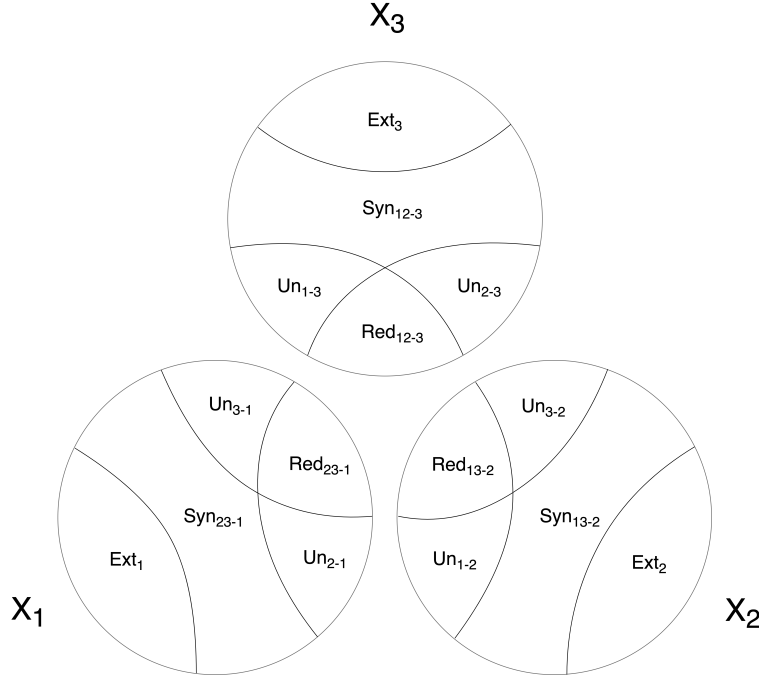 X₃
Ext₃
Syn₁₂₋₃
Un₁₋₃
Un₂₋₃
Red₁₂₋₃
Un₃₋₁
Red₂₃₋₁
Syn₂₃₋₁
Ext₁
Un₂₋₁
X₁
Un₃₋₂
Red₁₃₋₂
Syn₁₃₋₂
Un₁₋₂
Ext₂
X₂